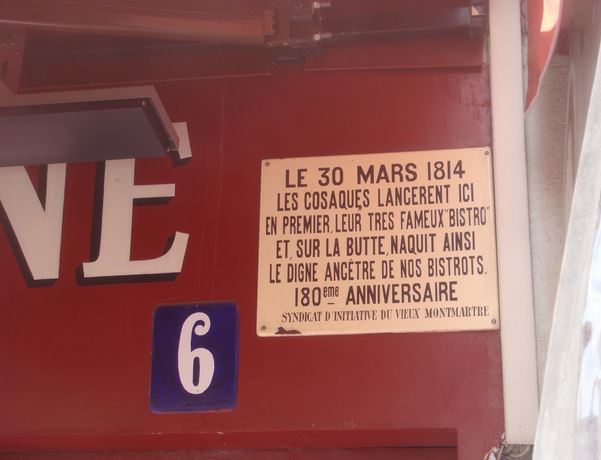 NE
LE 30 MARS 1814
LES COSAQUES LANCERENT ICI
EN PREMIER, LEUR TRES FAMEUX "BISTRO"
ET, SUR LA BUTTE, NAQUIT AINSI
LE DIGNE ANCÊTRE DE NOS BISTROTS.
180eme ANNIVERSAIRE
SYNDICAT D'INITIATIVE DU VIEUX MONTMARTRE
6